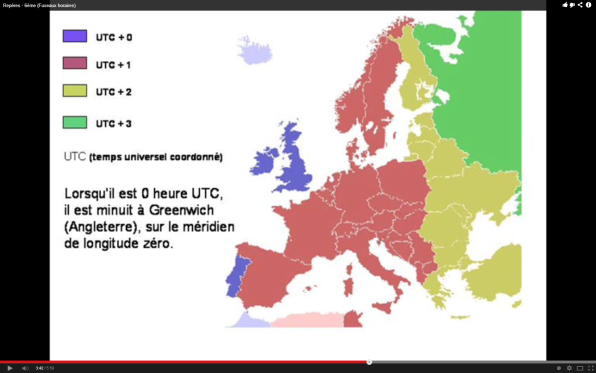 Repères - 6ème (Fuseaux horaires)
UTC + 0
UTC + 1
UTC + 2
UTC + 3
UTC (temps universel coordonné)
Lorsqu'il est 0 heure UTC,
il est minuit à Greenwich
(Angleterre), sur le méridien
de longitude zéro.